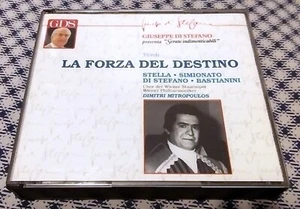 GDS
GIUSEPPE DI STEFANO
presenta "Serate indimenticabili"
Verdi
LA FORZA DEL DESTINO
STELLA • SIMIONATO
DI STEFANO • BASTIANINI
Chor der Wiener Staatsoper
Wiener Philharmoniker
DIMITRI MITROPOULOS